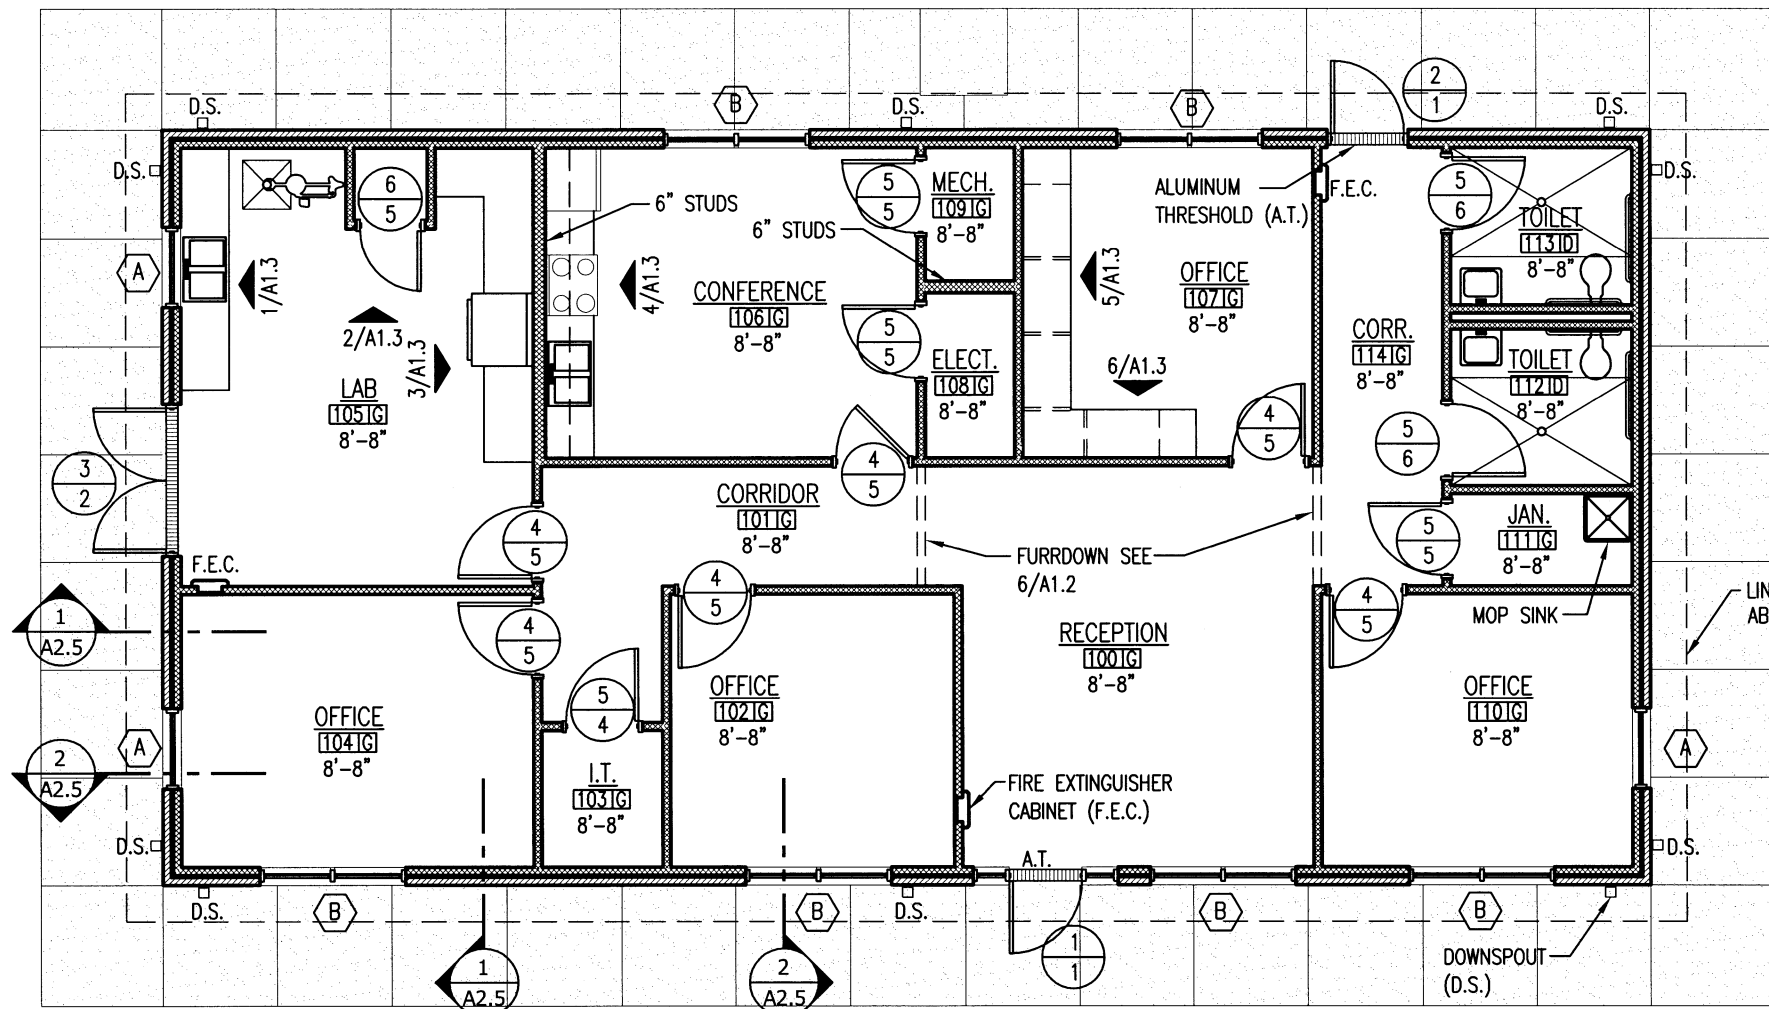 B
B
2
1
D.S.
D.S.
D.S.
D.S.
D.S.
6
5
5
5
MECH.
109 G
8'-8"
ALUMINUM
THRESHOLD (A.T.)
F.E.C.
5
6
TOILET
113 D
8'-8"
6" STUDS
6" STUDS
A
1/A1.3
2/A1.3
3/A1.3
4/A1.3
CONFERENCE
106 G
8'-8"
5
5
ELECT.
108 G
8'-8"
5/A1.3
OFFICE
107 G
8'-8"
6/A1.3
CORR.
114 G
8'-8"
TOILET
112 D
8'-8"
LAB
105 G
8'-8"
4
5
5
6
3
2
4
5
CORRIDOR
101 G
8'-8"
4
5
JAN.
111 G
8'-8"
5
5
FURRDOWN SEE
6/A1.2
F.E.C.
4
5
4
5
4
5
MOP SINK
LIN
AB
1
A2.5
RECEPTION
100 G
8'-8"
OFFICE
102 G
8'-8"
OFFICE
110 G
8'-8"
5
4
OFFICE
104 G
8'-8"
A
A
2
A2.5
I.T.
103 G
8'-8"
FIRE EXTINGUISHER
CABINET (F.E.C.)
D.S.
D.S.
A.T.
D.S.
B
B
D.S.
B
B
1
1
DOWNSPOUT
(D.S.)
1
A2.5
2
A2.5